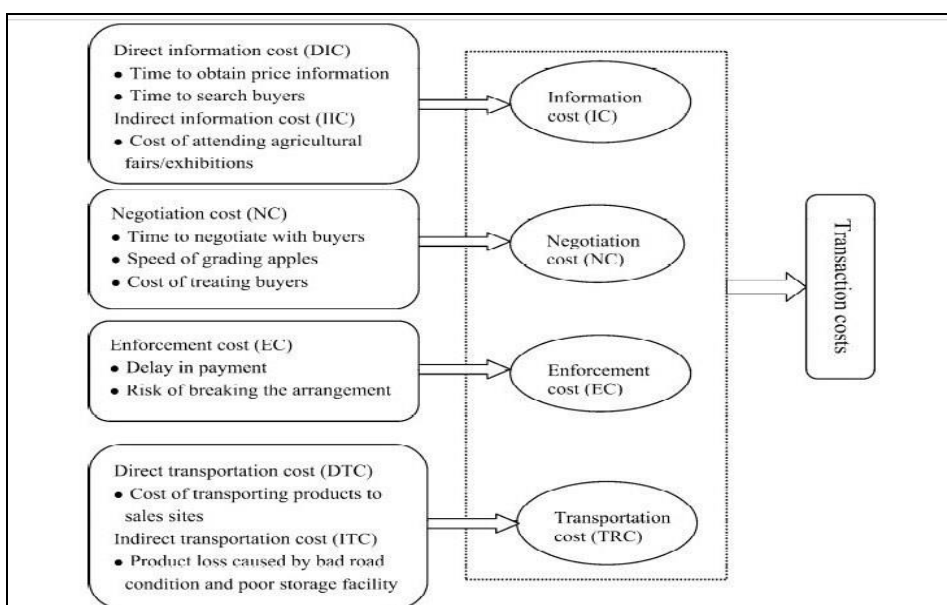 Direct information cost (DIC)
• Time to obtain price information
• Time to search buyers
Indirect information cost (IIC)
• Cost of attending agricultural
fairs/exhibitions
Information
cost (IC)
Negotiation cost (NC)
• Time to negotiate with buyers
• Speed of grading apples
• Cost of treating buyers
Negotiation
cost (NC)
Enforcement cost (EC)
• Delay in payment
• Risk of breaking the arrangement
Enforcement
cost (EC)
Direct transportation cost (DTC)
• Cost of transporting products to
sales sites
Indirect transportation cost (ITC)
• Product loss caused by bad road
condition and poor storage facility
Transportation
cost (TRC)
Transaction costs